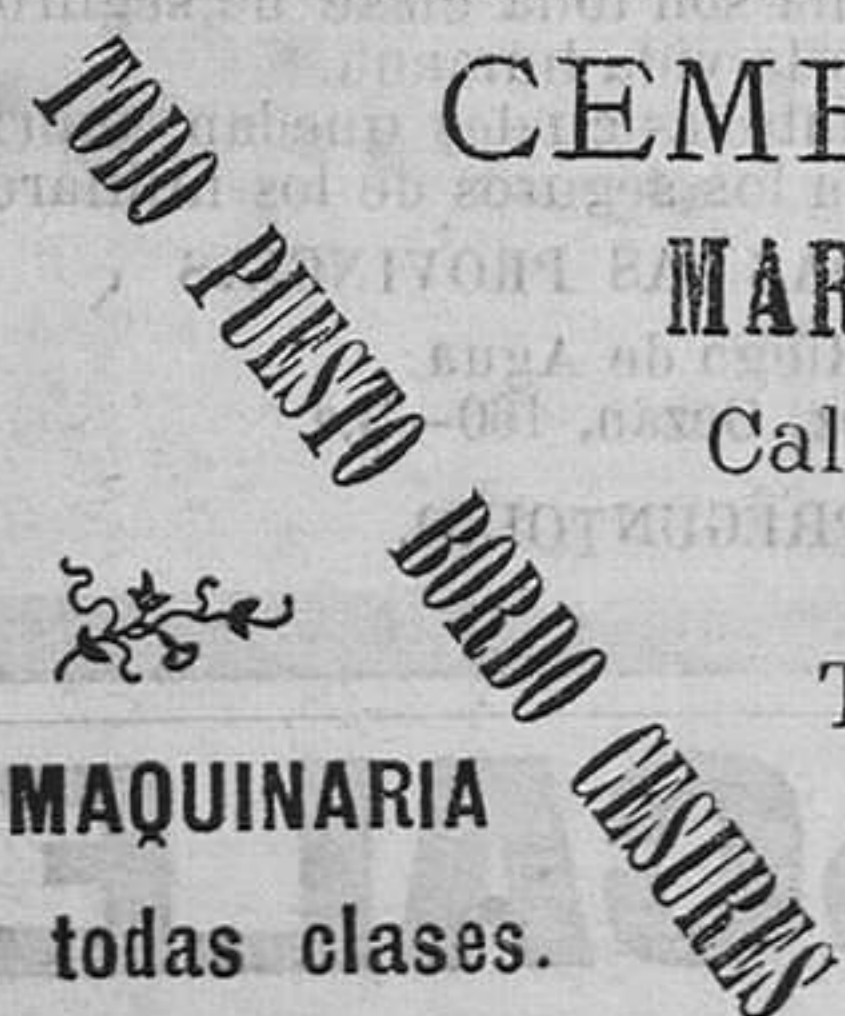 TODO PUESTO BORDO CESURES
CEME
MAR
Cal
T
MAQUINARIA
todas clases.